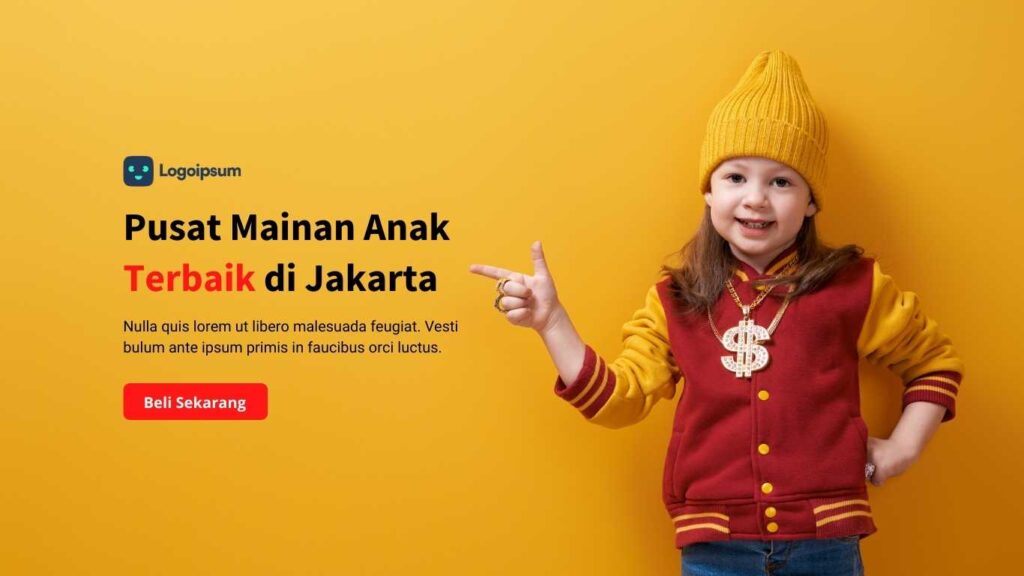 Logoipsum
Pusat Mainan Anak
Terbaik di Jakarta
Nulla quis lorem ut libero malesuada feugiat. Vesti
bulum ante ipsum primis in faucibus orci luctus.
Beli Sekarang